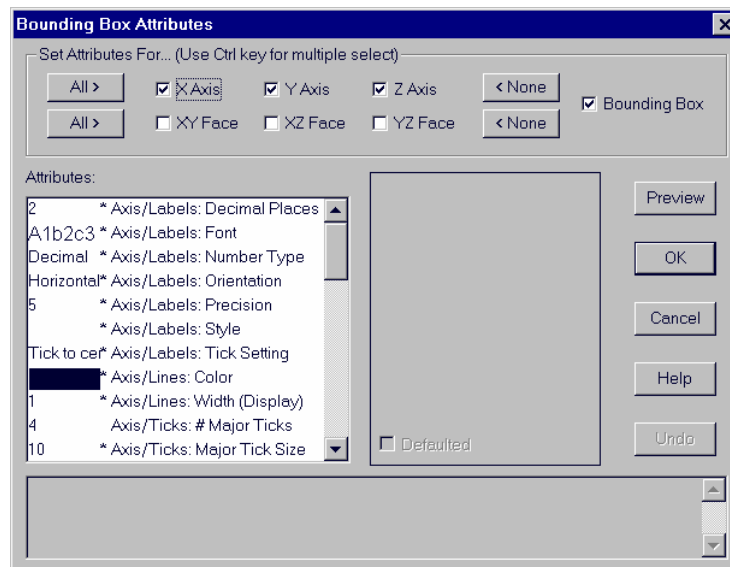 Bounding Box Attributes
Set Attributes For... (Use Ctrl key for multiple select)
All > X Axis Y Axis Z Axis < None
Bounding Box
All > XY Face XZ Face YZ Face < None
Attributes:
2 * Axis/Labels: Decimal Places
A1b2c3 * Axis/Labels: Font
Decimal * Axis/Labels: Number Type
Horizontal* Axis/Labels: Orientation
5 * Axis/Labels: Precision
* Axis/Labels: Style
Tick to cer* Axis/Labels: Tick Setting
* Axis/Lines: Color
1 * Axis/Lines: Width (Display)
4 Axis/Ticks: # Major Ticks
10 * Axis/Ticks: Major Tick Size
Defaulted
Preview
OK
Cancel
Help
Undo